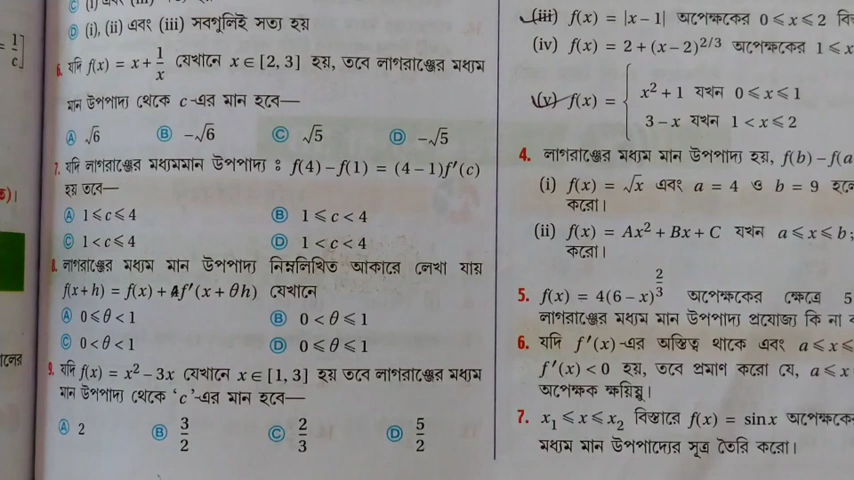 Ⓓ (i), (ii) এবং (iii) সবগুলিই সত্য হয়
6. যদি f(x) = x + 1/x যেখানে x ∈ [2, 3] হয়, তবে লাগরাঞ্জের মধ্যম
মান উপপাদ্য থেকে c-এর মান হবে—
Ⓐ √6 Ⓑ −√6 Ⓒ √5 Ⓓ −√5
7. যদি লাগরাঞ্জের মধ্যমমান উপপাদ্য : f(4) − f(1) = (4 − 1)f′(c)
হয় তবে—
Ⓐ 1 ⩽ c ⩽ 4 Ⓑ 1 ⩽ c < 4
Ⓒ 1 < c ⩽ 4 Ⓓ 1 < c < 4
8. লাগরাঞ্জের মধ্যম মান উপপাদ্য নিম্নলিখিত আকারে লেখা যায়
f(x + h) = f(x) + f′(x + θh) যেখানে
Ⓐ 0 ⩽ θ < 1 Ⓑ 0 < θ ⩽ 1
Ⓒ 0 < θ < 1 Ⓓ 0 ⩽ θ ⩽ 1
9. যদি f(x) = x² − 3x যেখানে x ∈ [1, 3] হয় তবে লাগরাঞ্জের মধ্যম
মান উপপাদ্য থেকে ‘c’-এর মান হবে—
Ⓐ 2 Ⓑ 3/2 Ⓒ 2/3 Ⓓ 5/2
(iii) f(x) = |x − 1| অপেক্ষকের 0 ⩽ x ⩽ 2
(iv) f(x) = 2 + (x − 2)^2/3 অপেক্ষকের 1 ⩽ x
(v) f(x) = { x² + 1 যখন 0 ⩽ x ⩽ 1
3 − x যখন 1 < x ⩽ 2
4. লাগরাঞ্জের মধ্যম মান উপপাদ্য হয়, f(b) − f(a
(i) f(x) = √x এবং a = 4 ও b = 9 হলে
করো।
(ii) f(x) = Ax² + Bx + C যখন a ⩽ x ⩽ b;
করো।
5. f(x) = 4(6 − x)^2/3 অপেক্ষকের ক্ষেত্রে 5
লাগরাঞ্জের মধ্যম মান উপপাদ্য প্রযোজ্য কি না
6. যদি f′(x)-এর অস্তিত্ব থাকে এবং a ⩽ x ⩽
f′(x) < 0 হয়, তবে প্রমাণ করো যে, a ⩽ x
অপেক্ষক ক্ষয়িষ্ণু।
7. x₁ ⩽ x ⩽ x₂ বিস্তারে f(x) = sin x অপেক্ষকে
মধ্যম মান উপপাদ্যের সূত্র তৈরি করো।